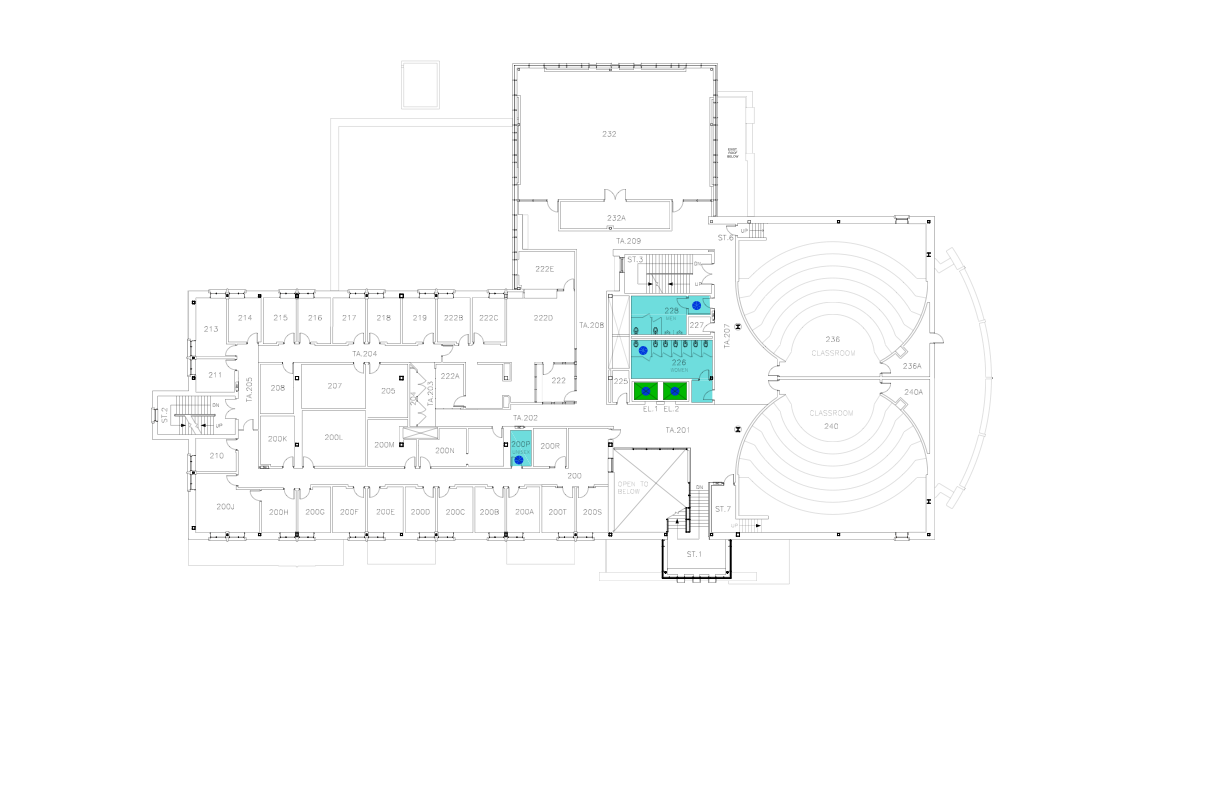 232
EXIST
ROOF
BELOW
232A
UP
ST.6
TA.209
ST.3
DN
222E
UP
213
214
215
216
217
218
219
222B
222C
222D
TA.208
228
MEN
227
TA.207
236
CLASSROOM
236A
TA.204
226
WOMEN
211
TA.205
208
207
205
204
TA.203
222A
222
225
EL.1
EL.2
240A
CLASSROOM
240
ST.2
DN
UP
TA.202
TA.201
200K
200L
200M
200N
200P
200R
210
200
OPEN TO
BELOW
DN
200J
200H
200G
200F
200E
200D
200C
200B
200A
200T
200S
ST.7
UP
ST.1